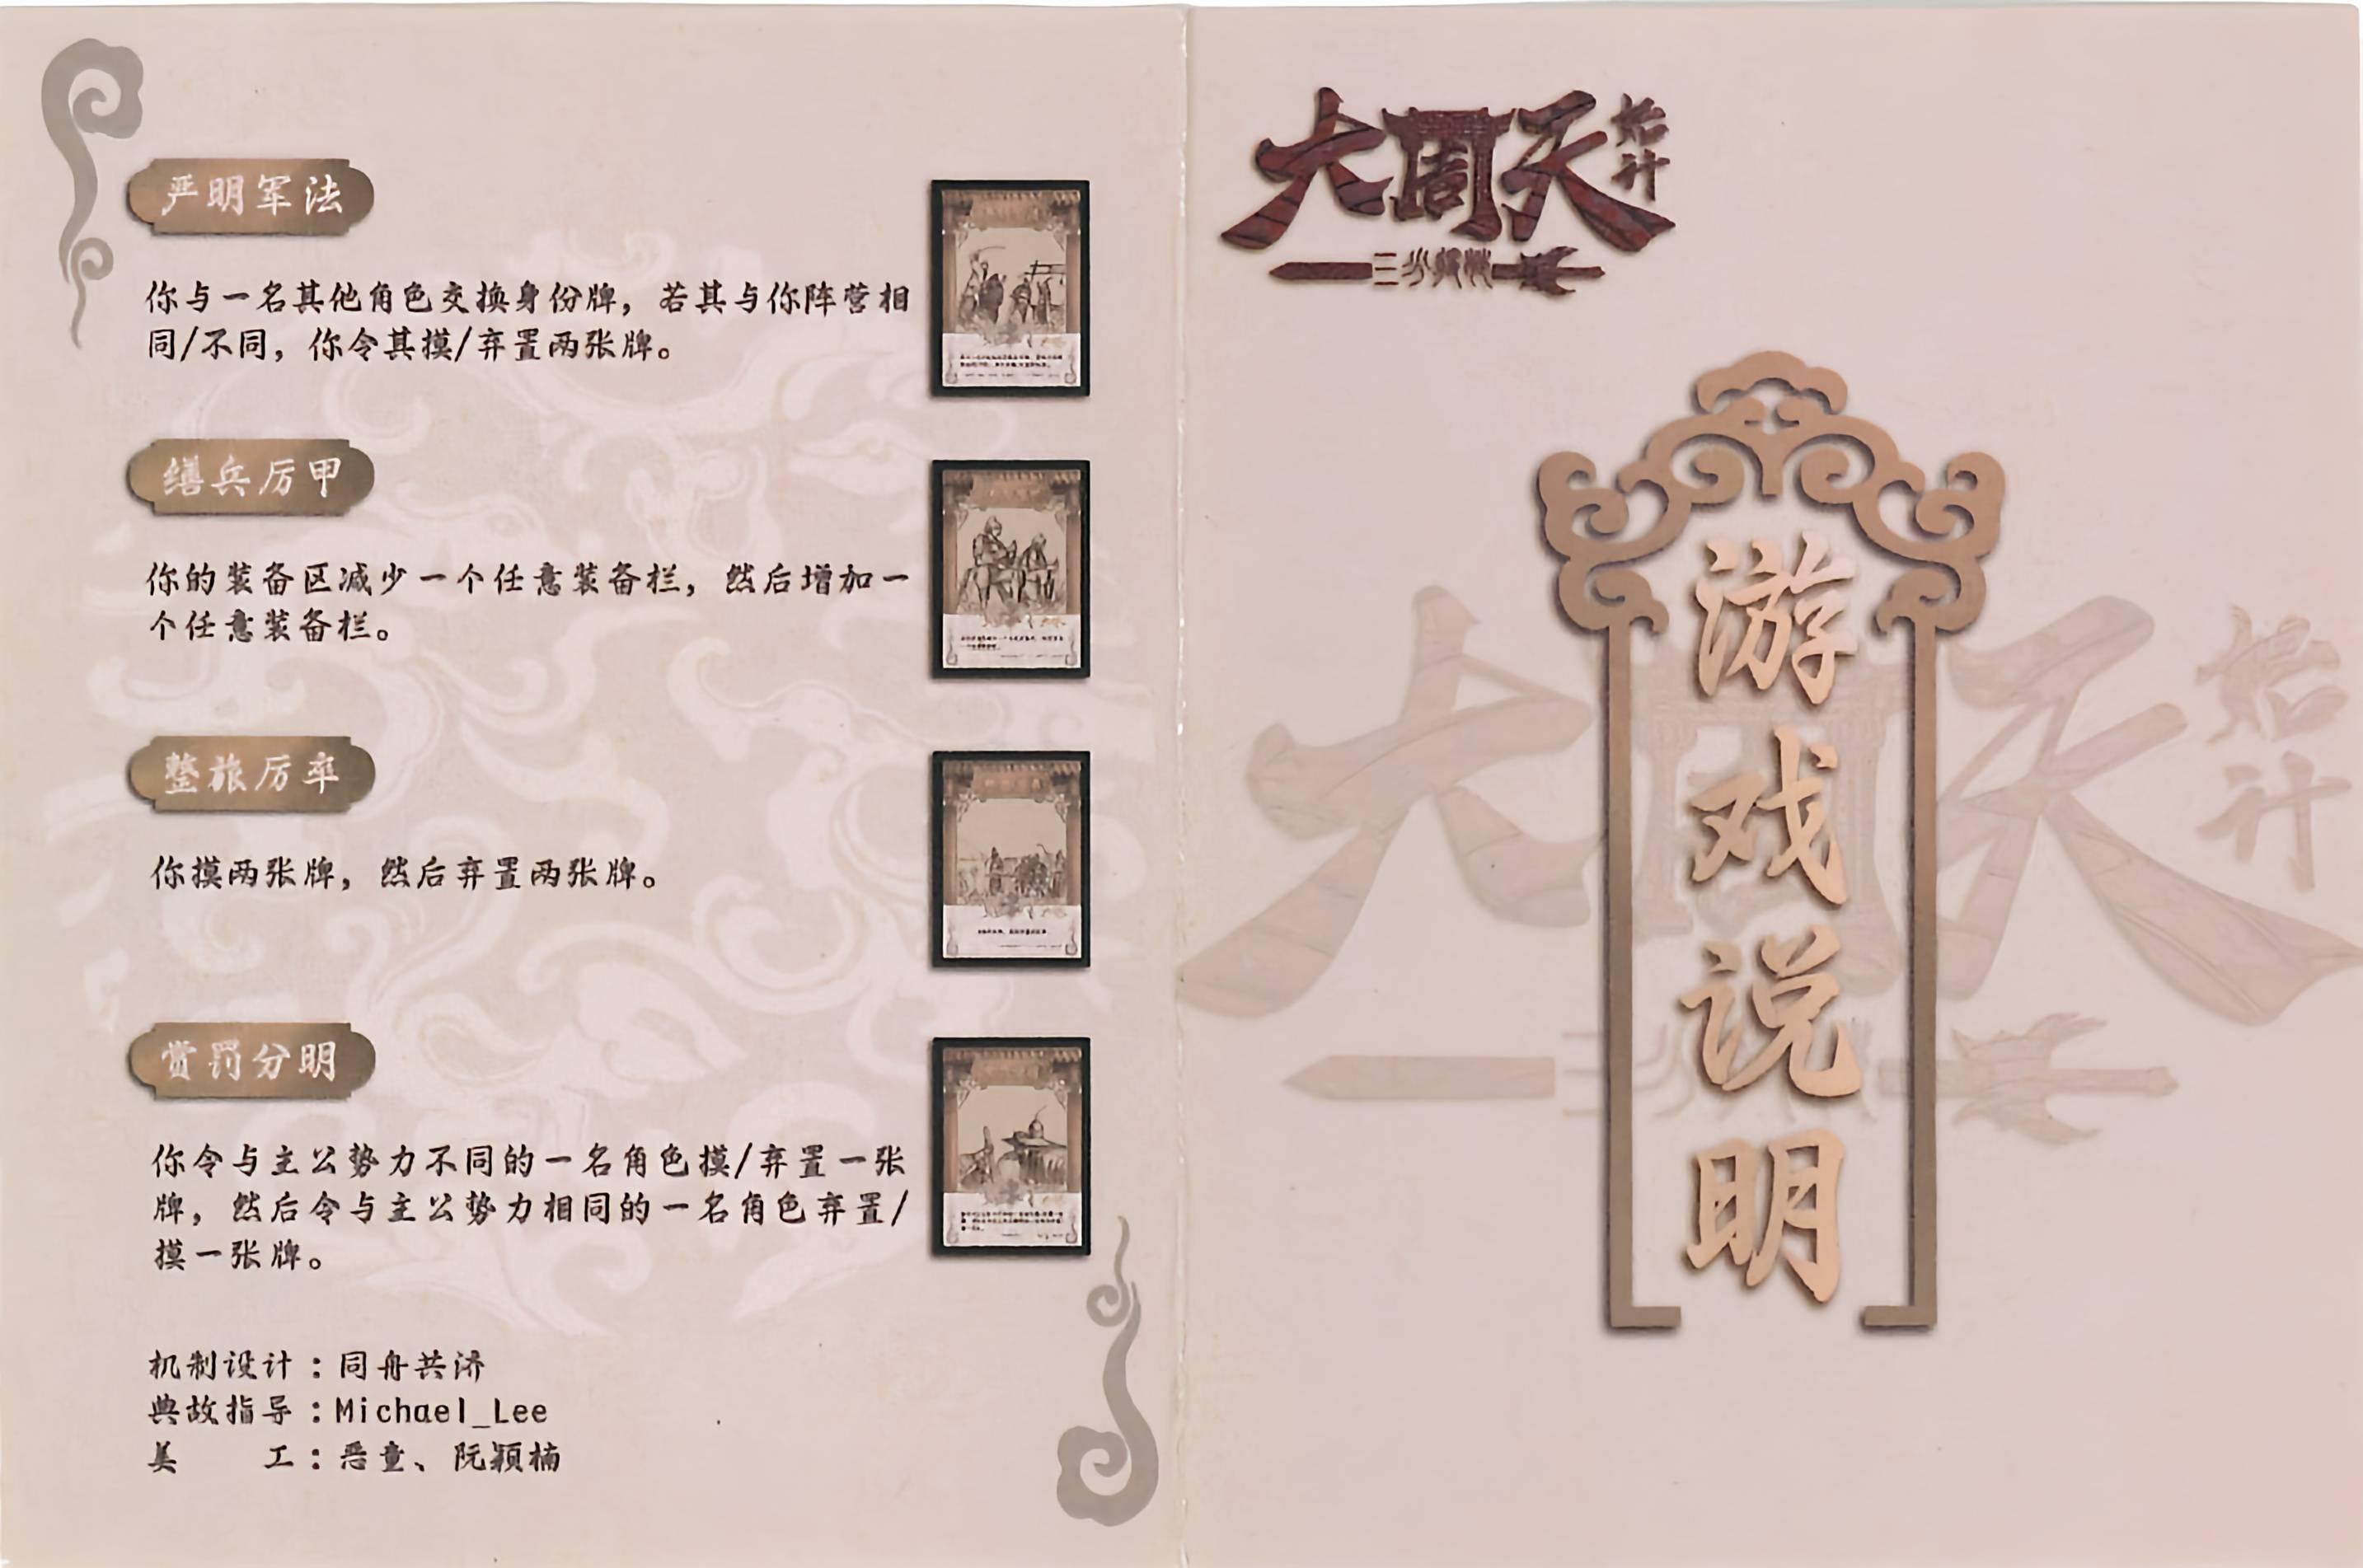 严明军法
你与一名其他角色交换身份牌，若其与你阵营相
同/不同，你令其摸/弃置两张牌。
缮兵厉甲
你的装备区减少一个任意装备栏，然后增加一
个任意装备栏。
整旅厉卒
你摸两张牌，然后弃置两张牌。
赏罚分明
你令与主公势力不同的一名角色摸/弃置一张
牌，然后令与主公势力相同的一名角色弃置/
摸一张牌。
机制设计：同舟共济
典故指导：Michael_Lee
美　　工：恶童、阮颖楠
大周天
始计
游戏说明
大周天
始计